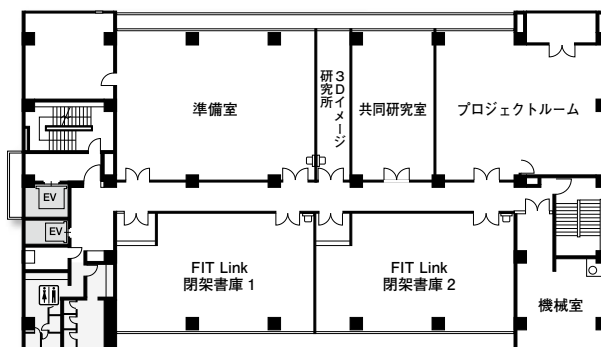 準備室
3Dイメージ
研究所
共同研究室
プロジェクトルーム
EV
EV
FIT Link
閉架書庫 1
FIT Link
閉架書庫 2
機械室